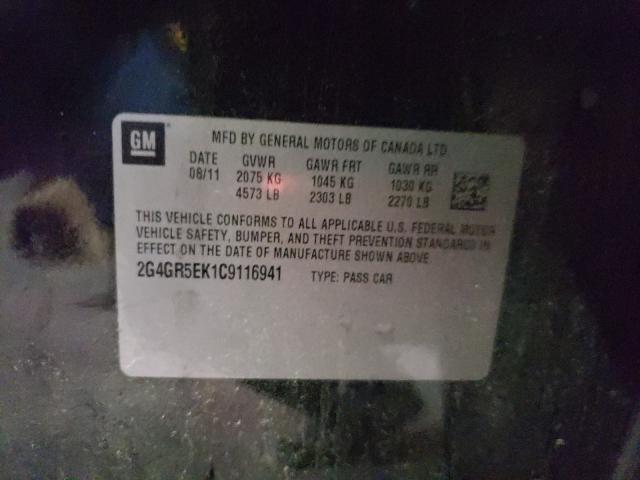 GM
MFD BY GENERAL MOTORS OF CANADA LTD
DATE GVWR GAWR FRT GAWR RR
08/11 2075 KG 1045 KG 1030 KG
4573 LB 2303 LB 2270 LB
THIS VEHICLE CONFORMS TO ALL APPLICABLE U.S. FEDERAL MOTOR
VEHICLE SAFETY, BUMPER, AND THEFT PREVENTION STANDARDS IN
EFFECT ON THE DATE OF MANUFACTURE SHOWN ABOVE
2G4GR5EK1C9116941 TYPE: PASS CAR